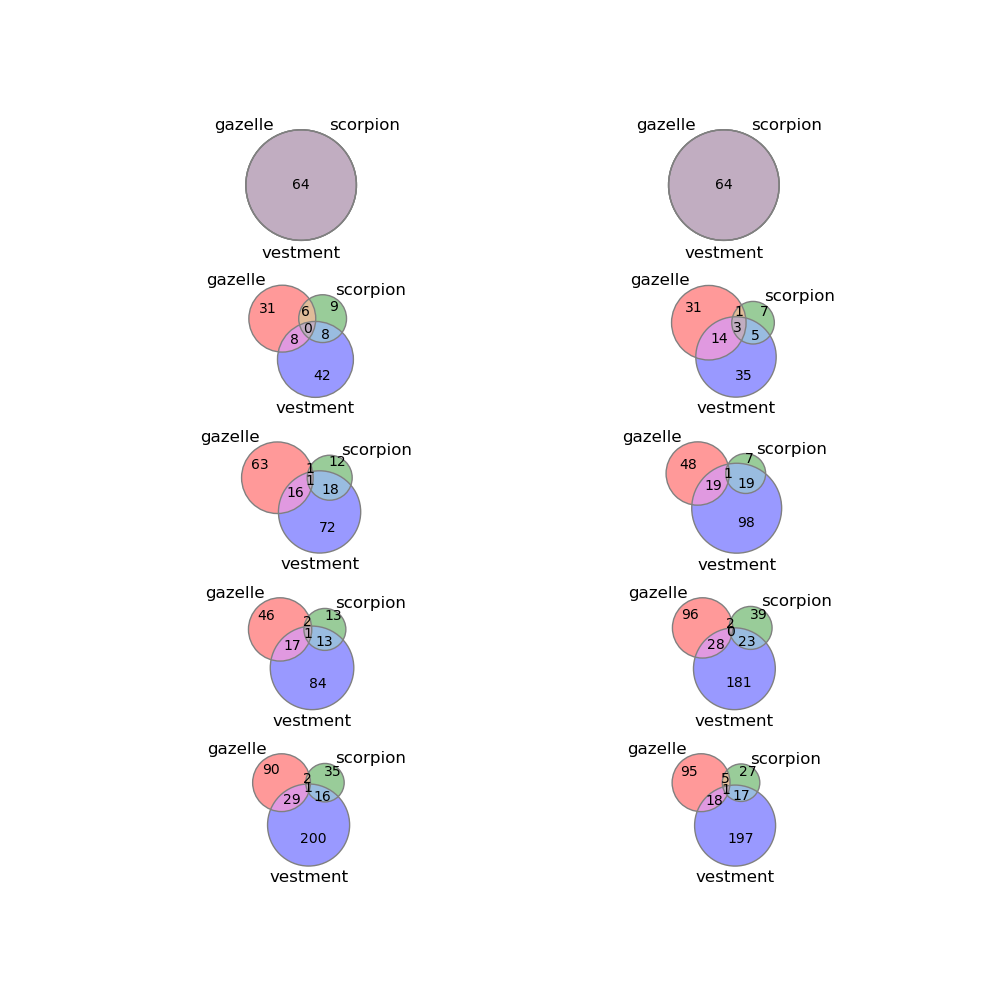 gazelle scorpion
64
vestment
gazelle scorpion
64
vestment
gazelle
scorpion
31
6
9
0
8
8
42
vestment
gazelle
scorpion
31
1
7
3
14
5
35
vestment
gazelle
scorpion
63
1
12
1
16
18
72
vestment
gazelle
scorpion
48
7
1
19
19
98
vestment
gazelle
scorpion
46
2
13
1
17
13
84
vestment
gazelle
scorpion
96
2
39
0
28
23
181
vestment
gazelle
scorpion
90
2
35
1
29
16
200
vestment
gazelle
scorpion
95
5
27
1
18
17
197
vestment